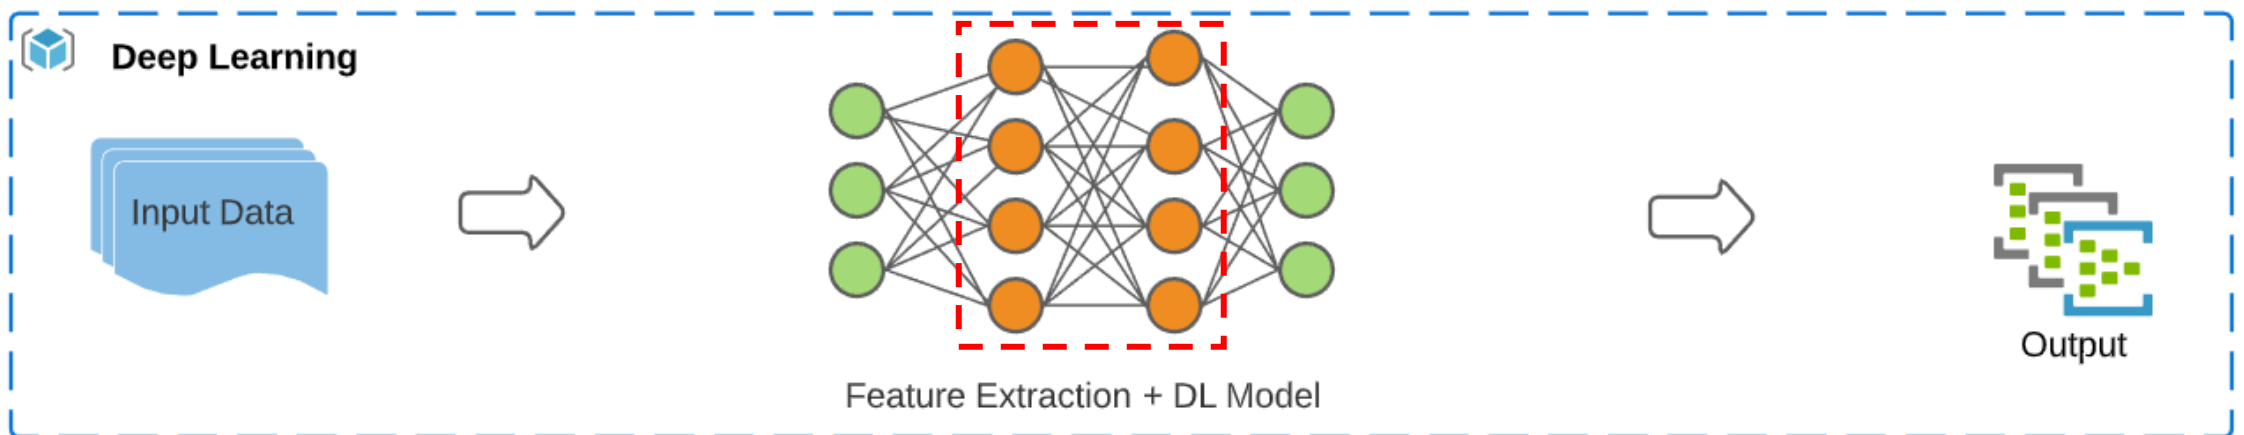 Deep Learning
Input Data
Feature Extraction + DL Model
Output